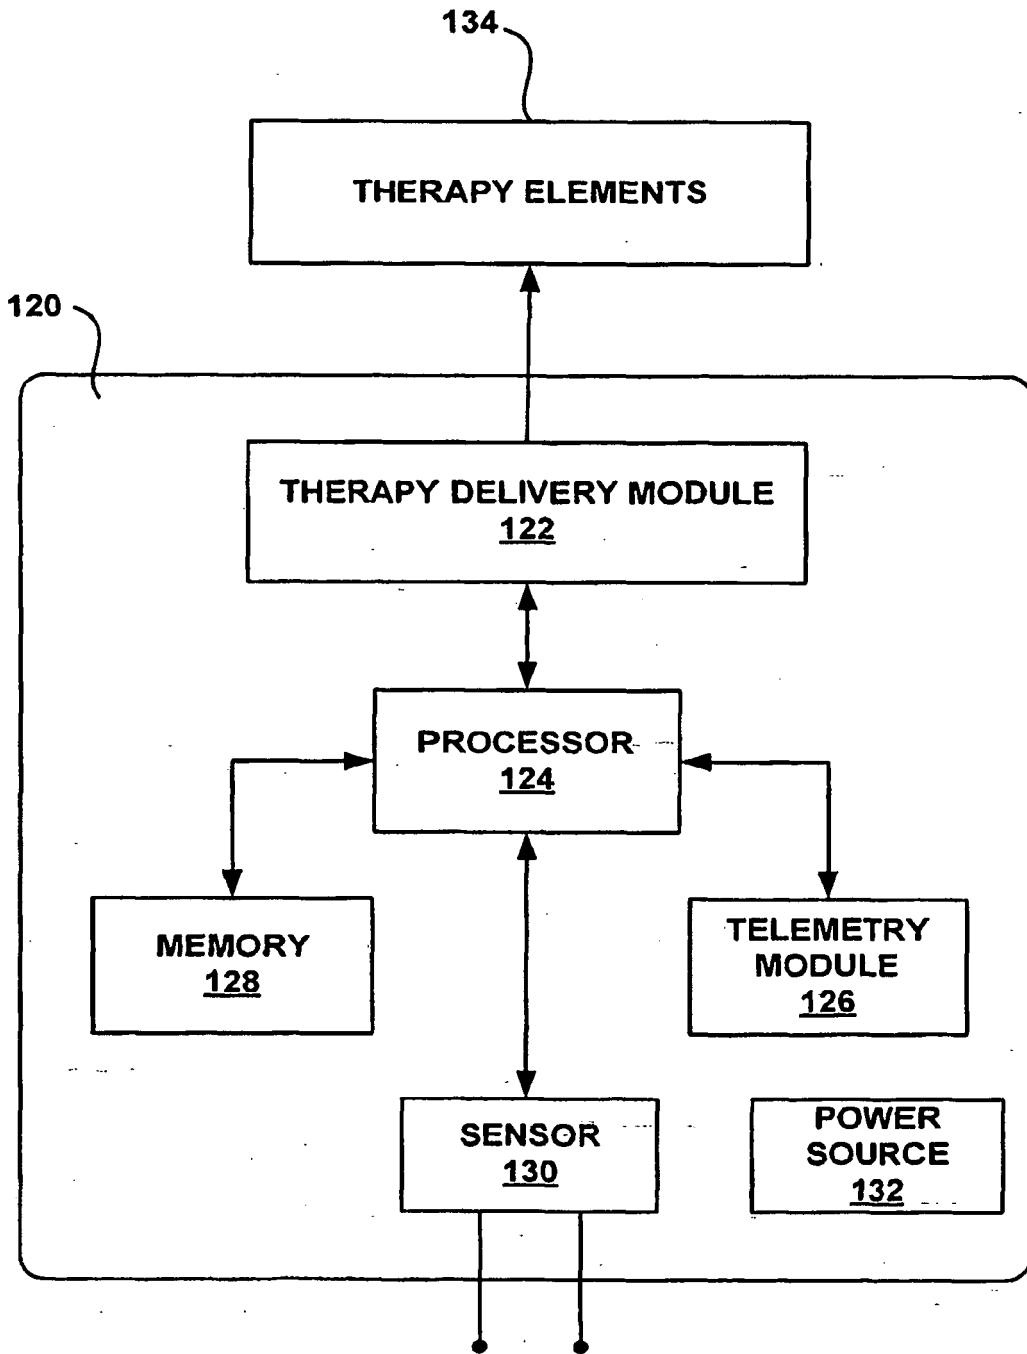 134
THERAPY ELEMENTS
120
THERAPY DELIVERY MODULE
122
PROCESSOR
124
MEMORY
128
TELEMETRY
MODULE
126
SENSOR
130
POWER
SOURCE
132